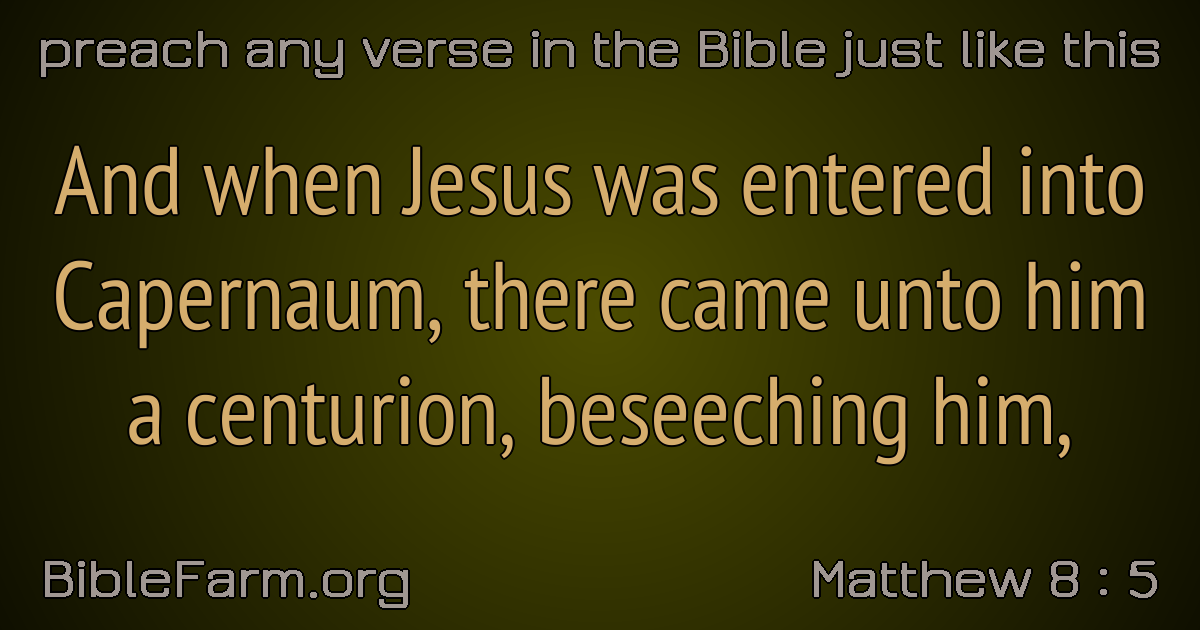 preach any verse in the Bible just like this
And when Jesus was entered into
Capernaum, there came unto him
a centurion, beseeching him,
BibleFarm.org
Matthew 8 : 5